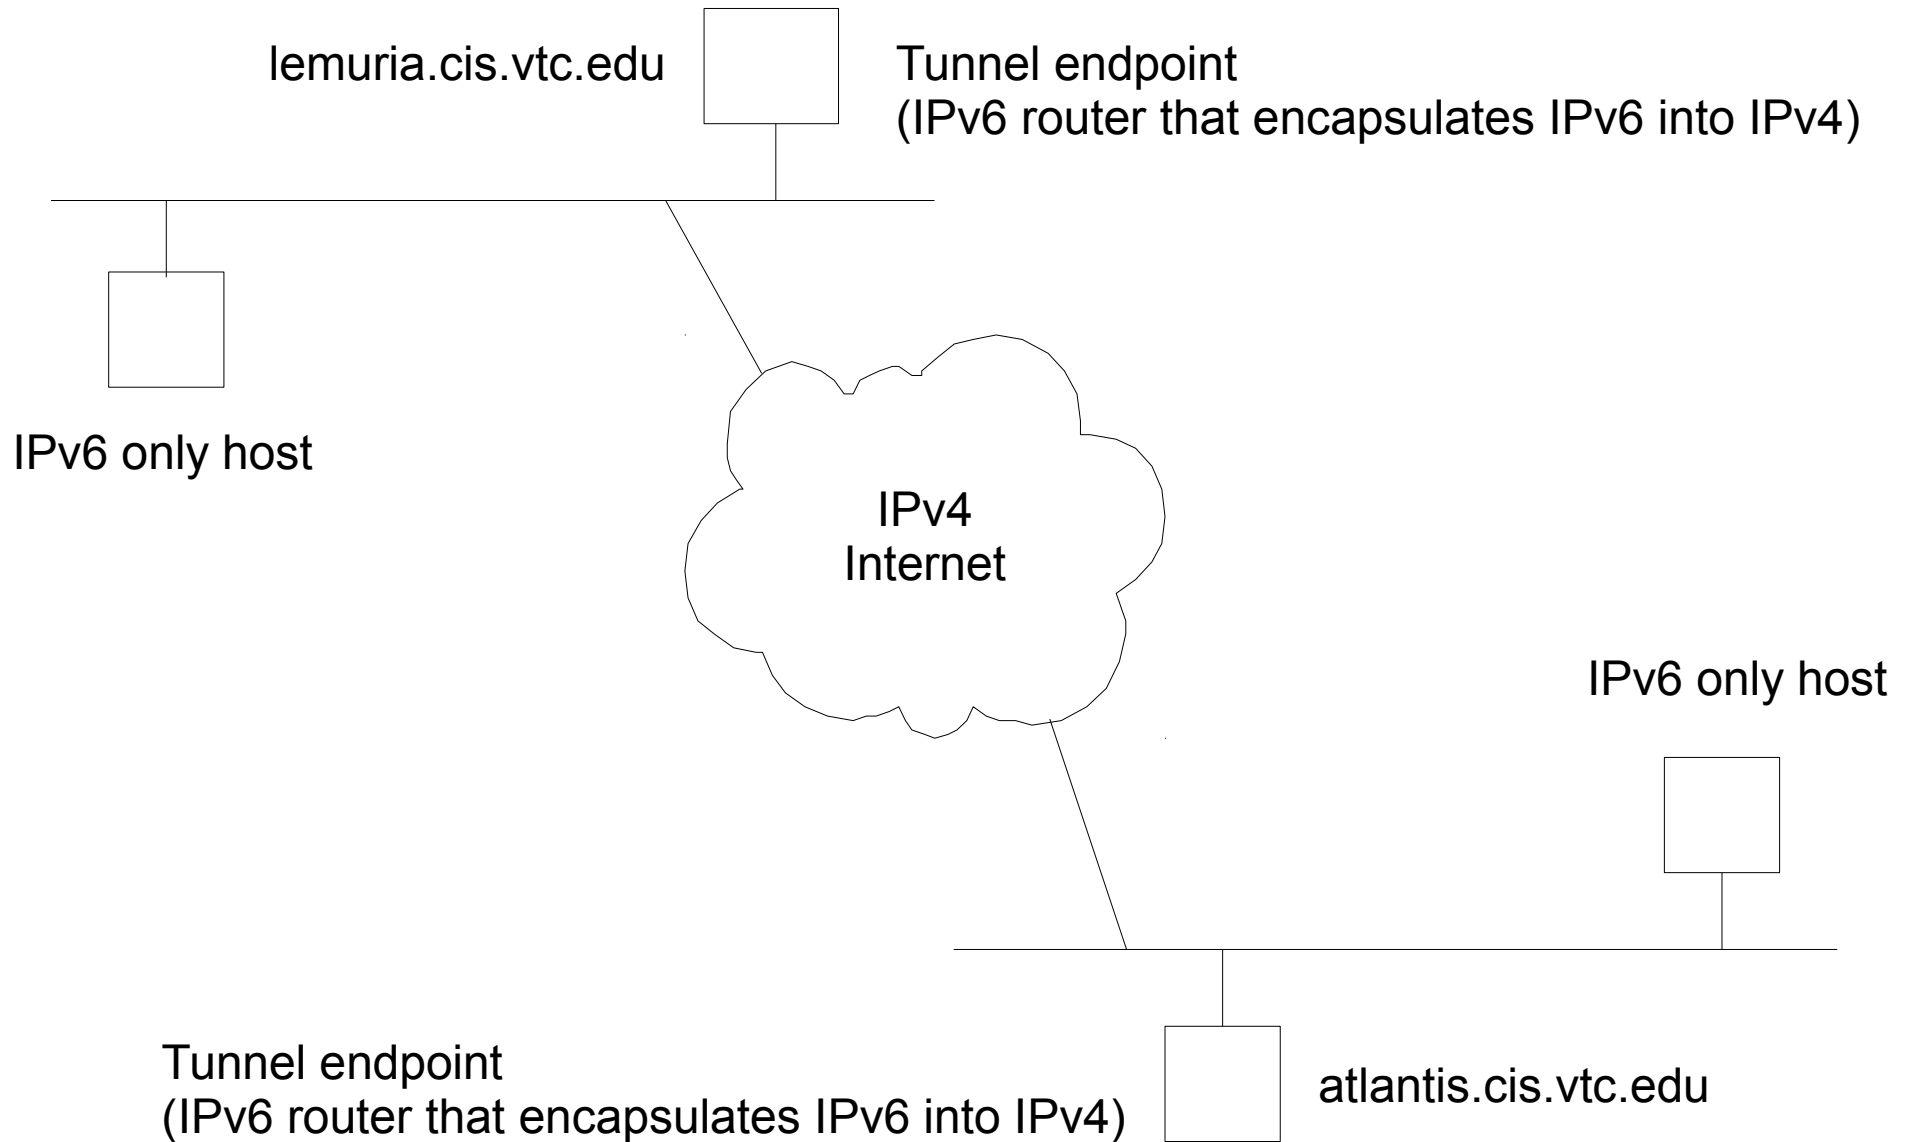 lemuria.cis.vtc.edu
Tunnel endpoint
(IPv6 router that encapsulates IPv6 into IPv4)
IPv6 only host
IPv4
Internet
IPv6 only host
Tunnel endpoint
(IPv6 router that encapsulates IPv6 into IPv4)
atlantis.cis.vtc.edu